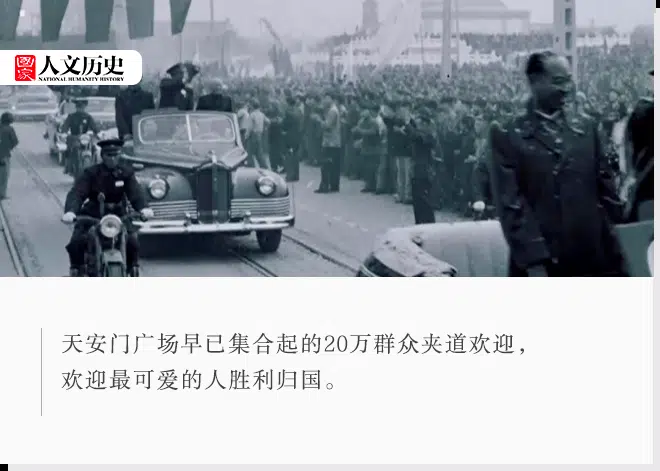 國家
人文历史
NATIONAL HUMANITY HISTORY
天安门广场早已集合起的20万群众夹道欢迎，
欢迎最可爱的人胜利归国。